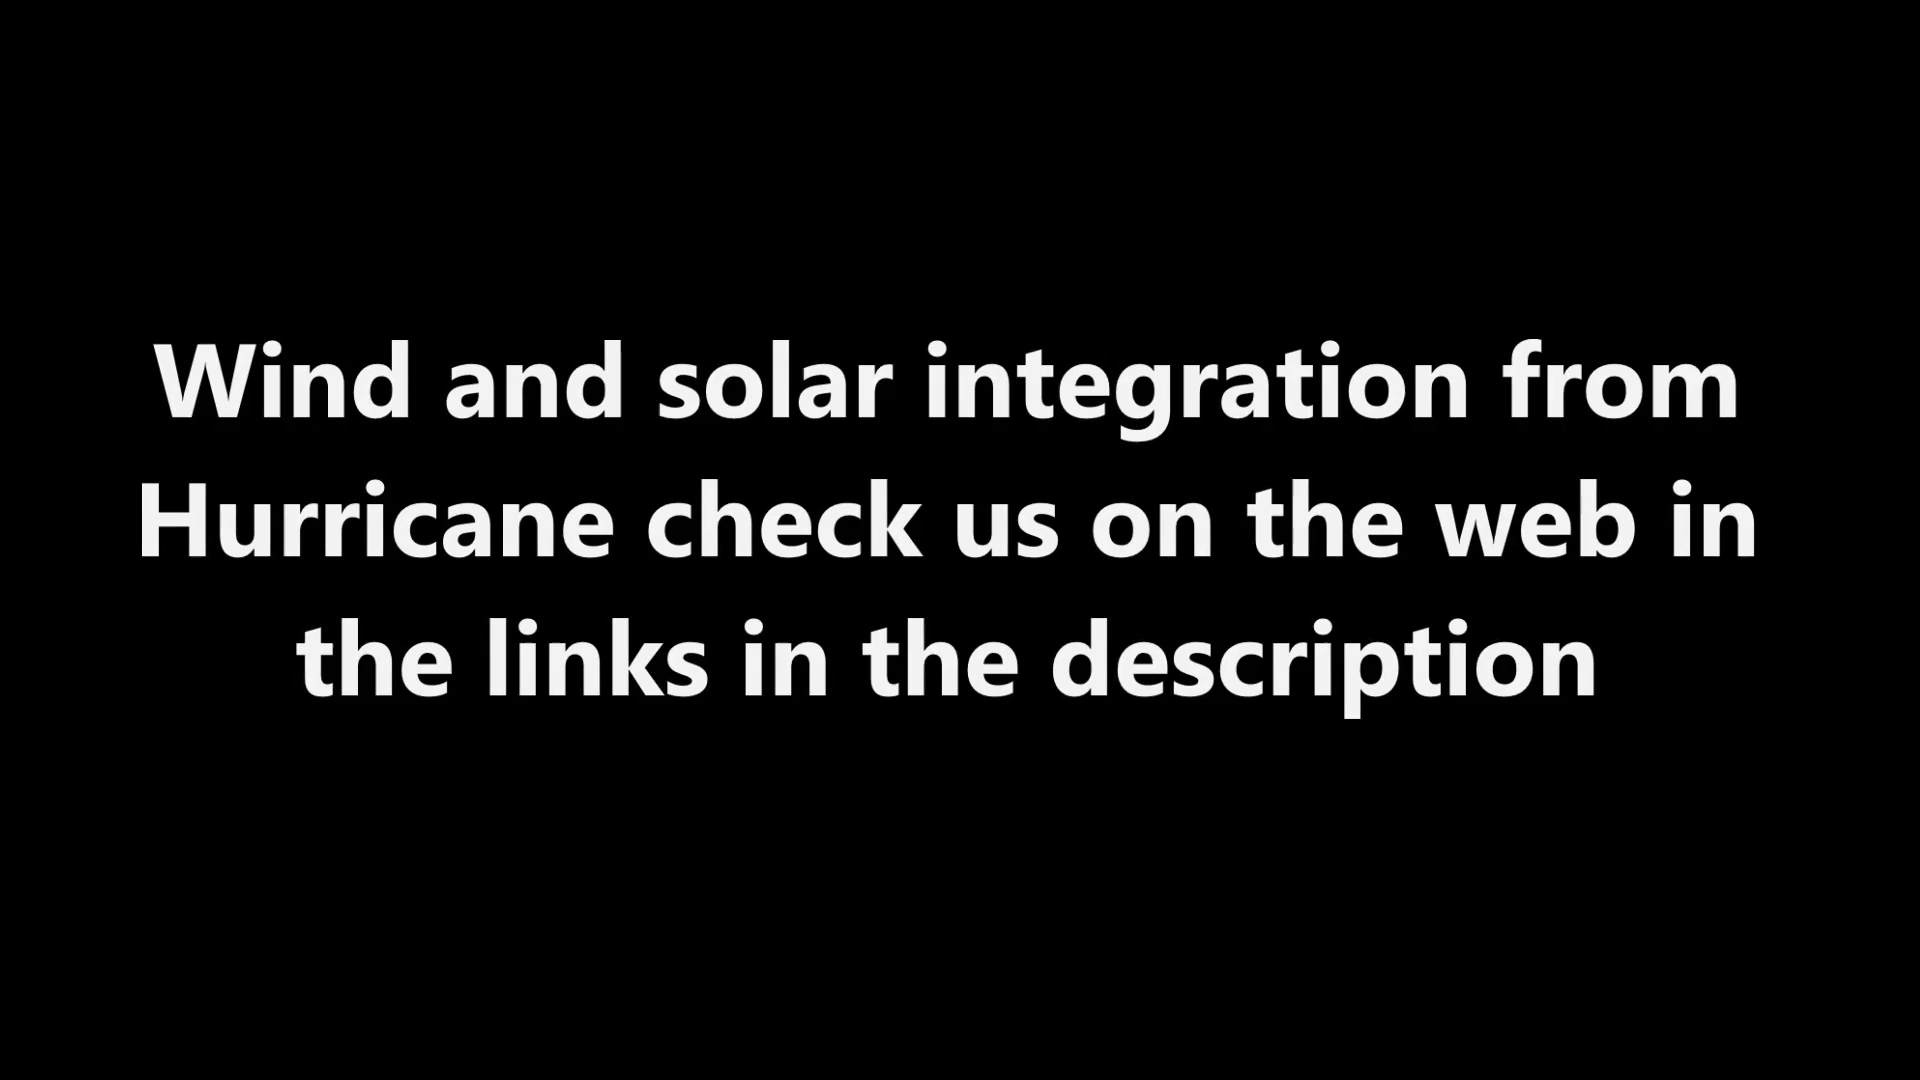 Wind and solar integration from
Hurricane check us on the web in
the links in the description